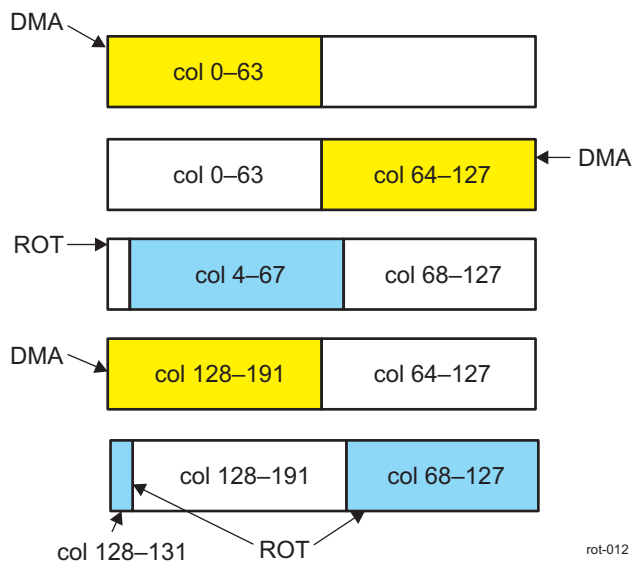 DMA
col 0–63
col 0–63 col 64–127 DMA
ROT
col 4–67 col 68–127
DMA
col 128–191 col 64–127
col 128–191 col 68–127
col 128–131 ROT rot-012